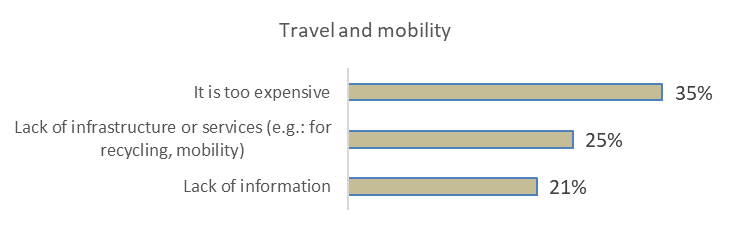 Travel and mobility
It is too expensive
35%
Lack of infrastructure or services (e.g.: for
recycling, mobility)
25%
Lack of information
21%